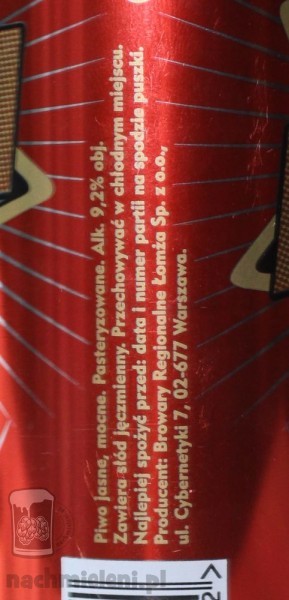 Piwo jasne, mocne. Pasteryzowane. Alk. 9,2% obj.
Zawiera słód jęczmienny. Przechowywać w chłodnym miejscu.
Najlepiej spożyć przed: data i numer partii na spodzie puszki.
Producent: Browary Regionalne Łomża Sp. z o.o.,
ul. Cybernetyki 7, 02-677 Warszawa.
2 >
nachmieleni.pl